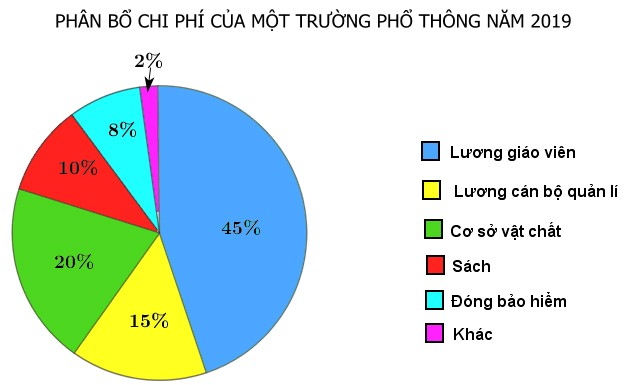 PHÂN BỔ CHI PHÍ CỦA MỘT TRƯỜNG PHỔ THÔNG NĂM 2019
2%
8%
10%
45%
20%
15%
Lương giáo viên
Lương cán bộ quản lí
Cơ sở vật chất
Sách
Đóng bảo hiểm
Khác